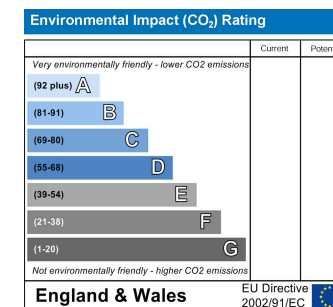 Environmental Impact (CO₂) Rating
Current Poten
Very environmentally friendly - lower CO2 emissions
(92 plus) A
(81-91) B
(69-80) C
(55-68) D
(39-54) E
(21-38) F
(1-20) G
Not environmentally friendly - higher CO2 emissions
England & Wales
EU Directive
2002/91/EC